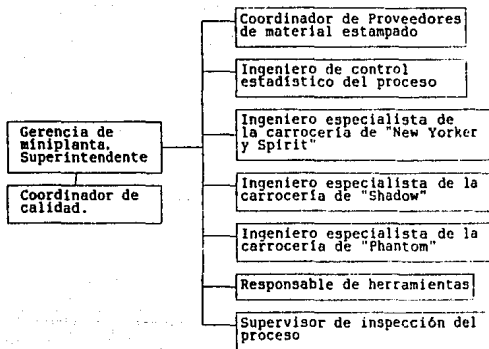 Coordinador de Proveedores
de material estampado
Ingeniero de control
estadístico del proceso
Ingeniero especialista de
la carrocería de "New Yorker
y Spirit"
Gerencia de
miniplanta.
Superintendente
Coordinador de
calidad.
Ingeniero especialista de la
carrocería de "Shadow"
Ingeniero especialista de la
carrocería de "Phantom"
Responsable de herramientas
Supervisor de inspección del
proceso